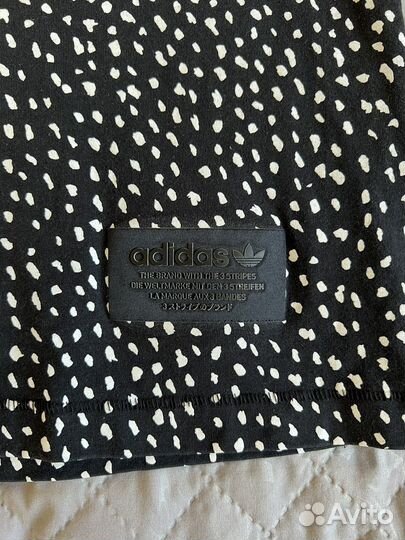 adidas
THE BRAND WITH THE 3 STRIPES
DIE WELTMARKE MIT DEN 3 STREIFEN
LA MARQUE AUX 3 BANDES
3ストライプのブランド
Avito